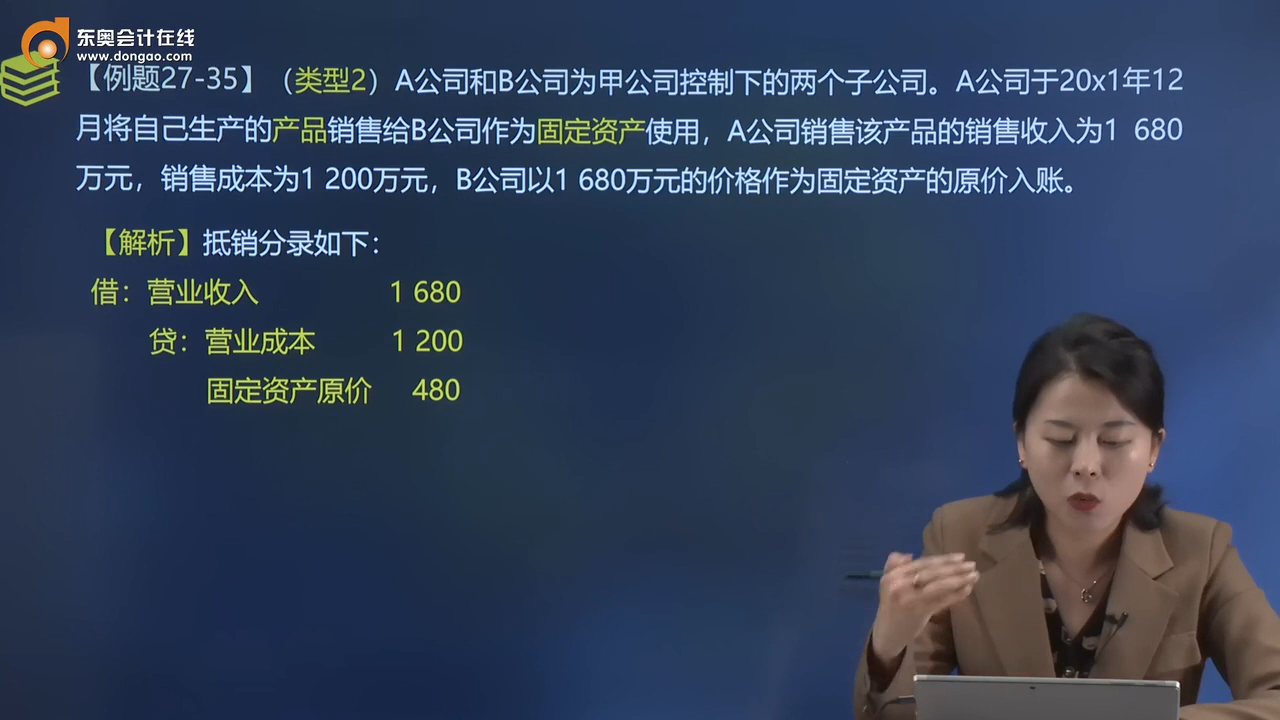 东奥会计在线
www.dongao.com
【例题27-35】（类型2）A公司和B公司为甲公司控制下的两个子公司。A公司于20x1年12
月将自己生产的产品销售给B公司作为固定资产使用，A公司销售该产品的销售收入为1 680
万元，销售成本为1 200万元，B公司以1 680万元的价格作为固定资产的原价入账。
【解析】抵销分录如下：
借：营业收入 1 680
贷：营业成本 1 200
固定资产原价 480